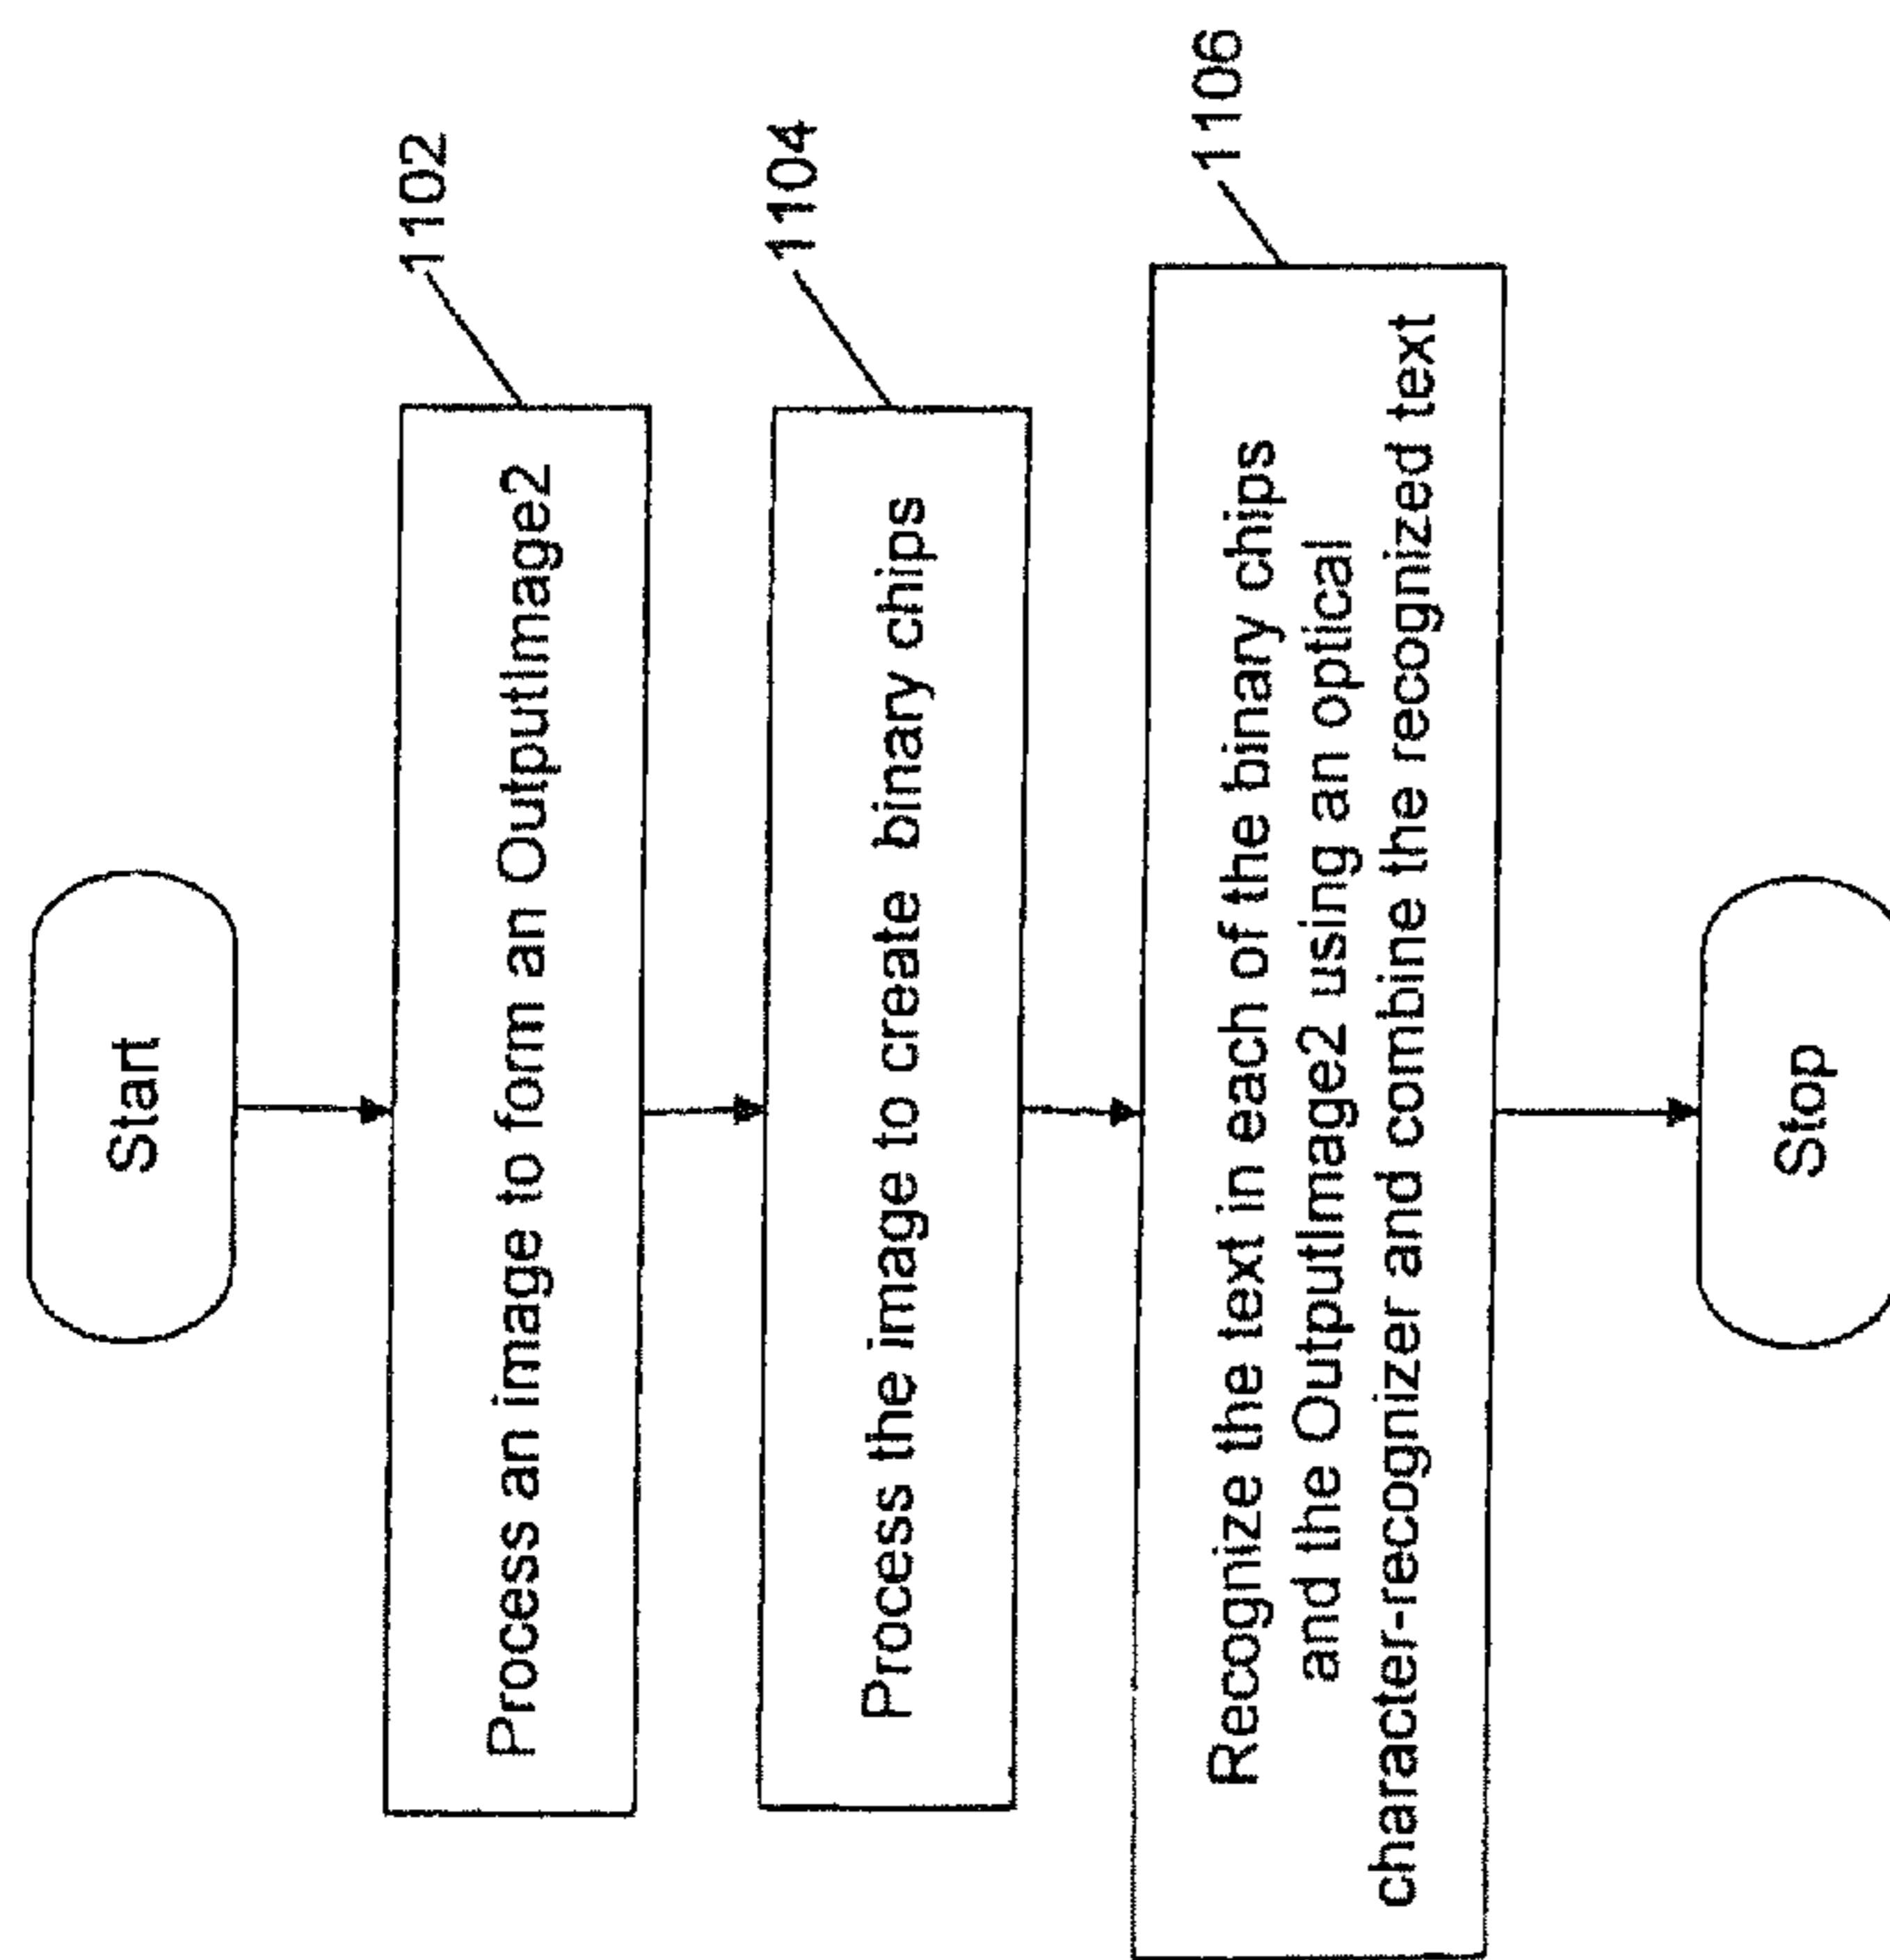 Start
1102
Process an image to form an OutputImage2
1104
Process the image to create binary chips
1106
Recognize the text in each of the binary chips
and the OutputImage2 using an optical
character-recognizer and combine the recognized text
Stop